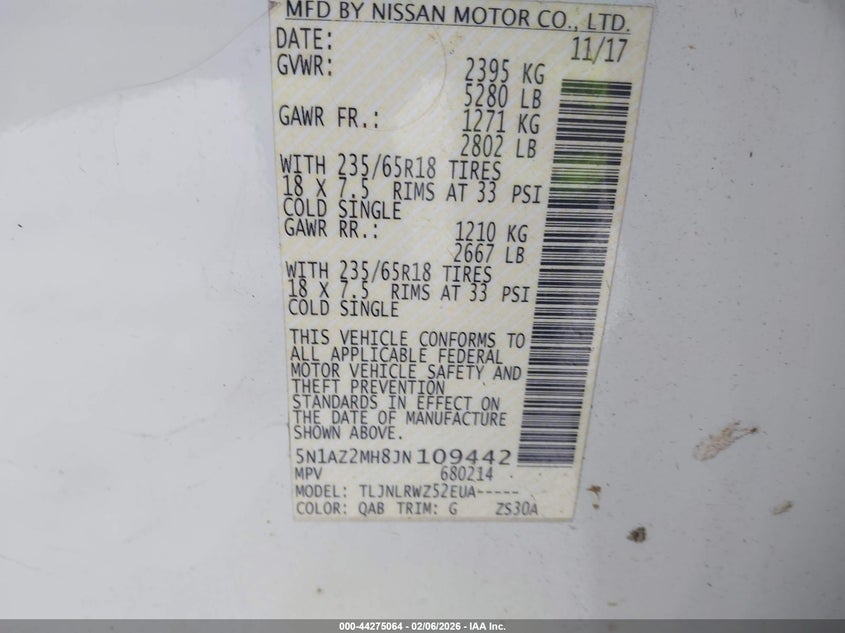 MFD BY NISSAN MOTOR CO., LTD.
DATE: 11/17
GVWR: 2395 KG
5280 LB
GAWR FR.: 1271 KG
2802 LB
WITH 235/65R18 TIRES
18 X 7.5 RIMS AT 33 PSI
COLD SINGLE
GAWR RR.: 1210 KG
2667 LB
WITH 235/65R18 TIRES
18 X 7.5 RIMS AT 33 PSI
COLD SINGLE
THIS VEHICLE CONFORMS TO
ALL APPLICABLE FEDERAL
MOTOR VEHICLE SAFETY AND
THEFT PREVENTION
STANDARDS IN EFFECT ON
THE DATE OF MANUFACTURE
SHOWN ABOVE.
5N1AZ2MH8JN109442
MPV 680214
MODEL: TLJNLRWZ52EUA-----
COLOR: QAB TRIM: G ZS30A
000-44275064 - 02/06/2026 - IAA Inc.